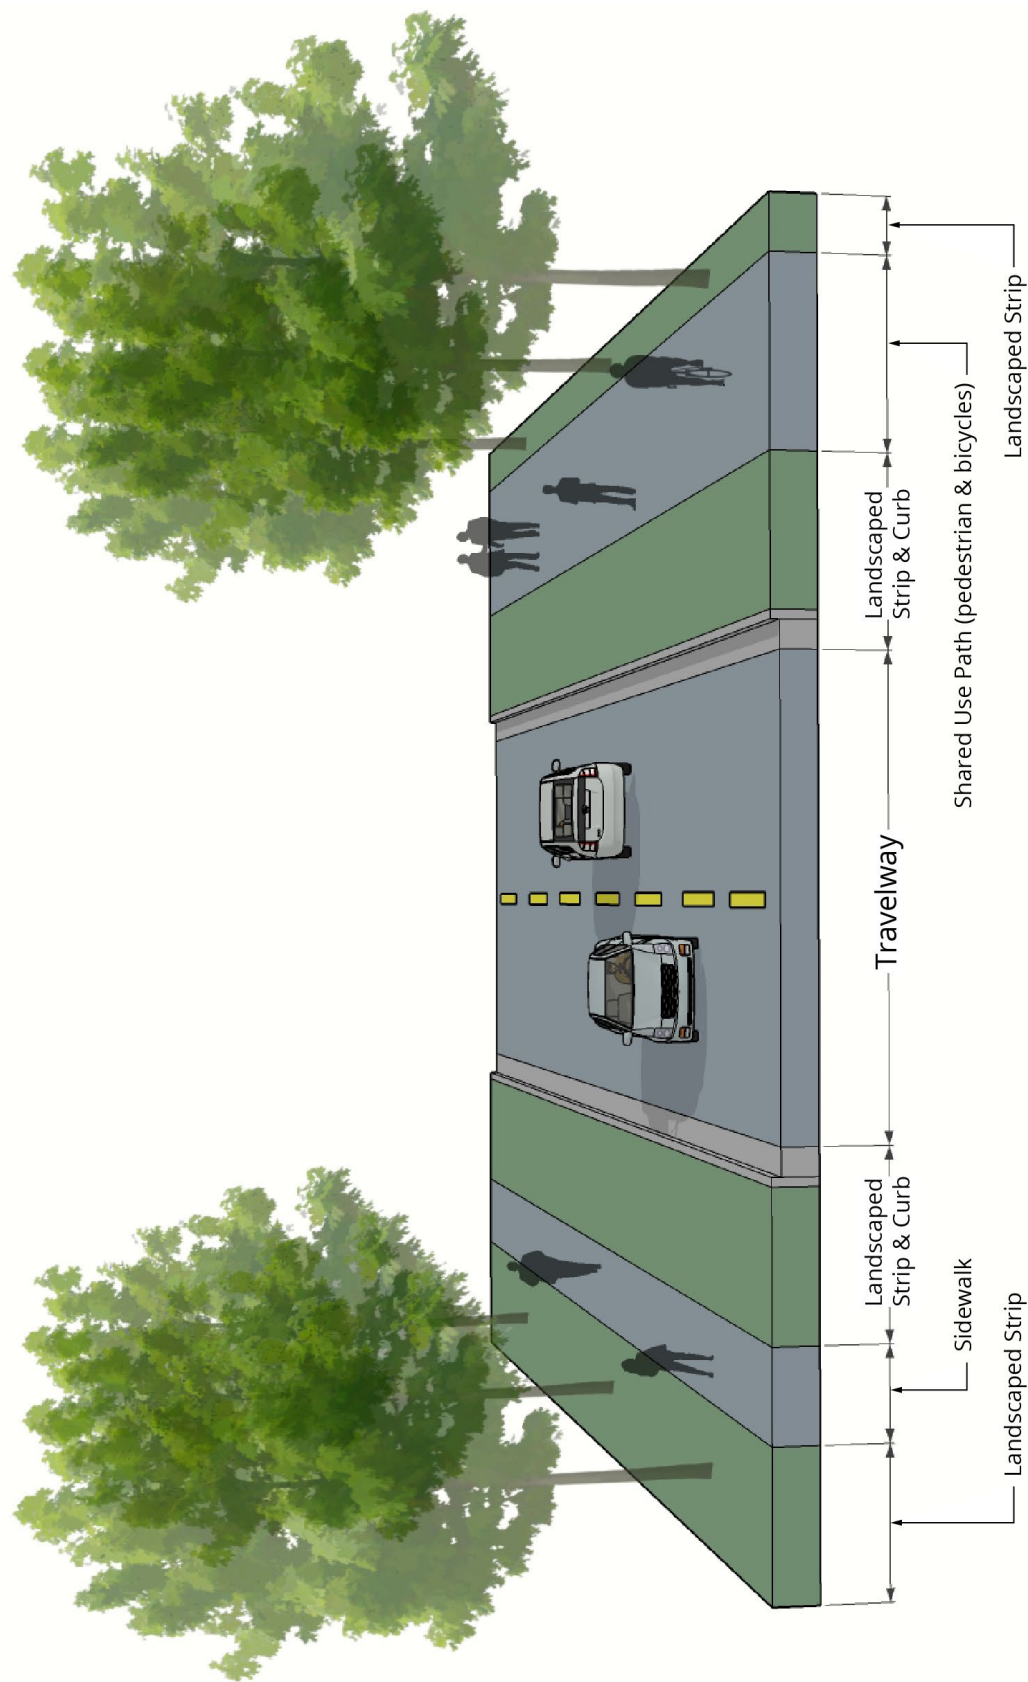 Landscaped
Strip & Curb
Travelway
Landscaped
Strip & Curb
Sidewalk
Shared Use Path (pedestrian & bicycles)
Landscaped Strip
Landscaped Strip